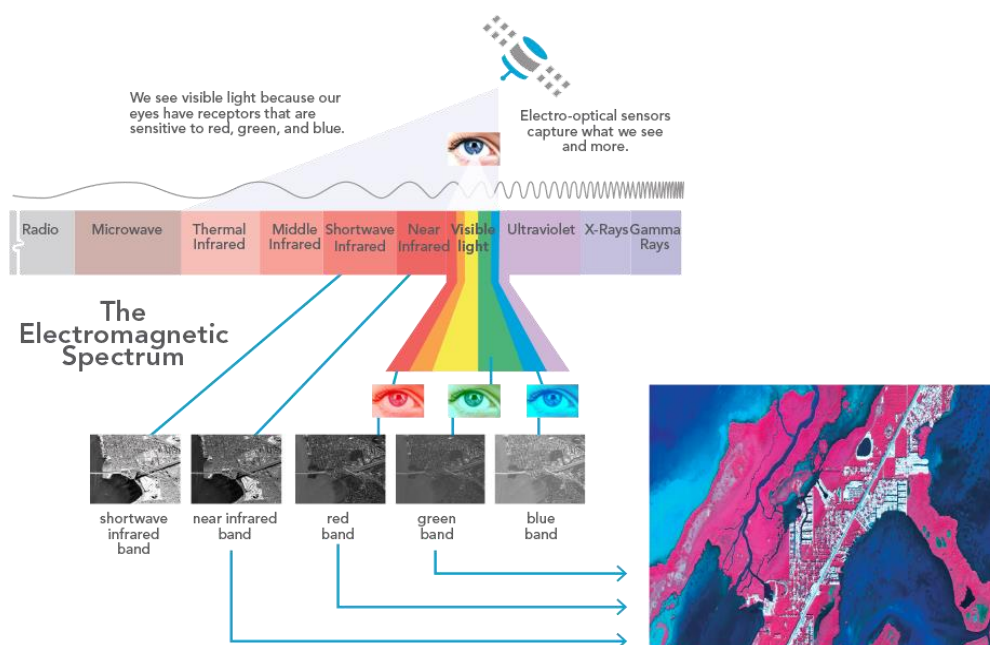 We see visible light because our
eyes have receptors that are
sensitive to red, green, and blue.
Electro-optical sensors
capture what we see
and more.
Radio
Microwave
Thermal
Infrared
Middle
Infrared
Shortwave
Infrared
Near
Infrared
Visible
light
Ultraviolet
X-Rays
Gamma
Rays
The
Electromagnetic
Spectrum
shortwave
infrared
band
near infrared
band
red
band
green
band
blue
band